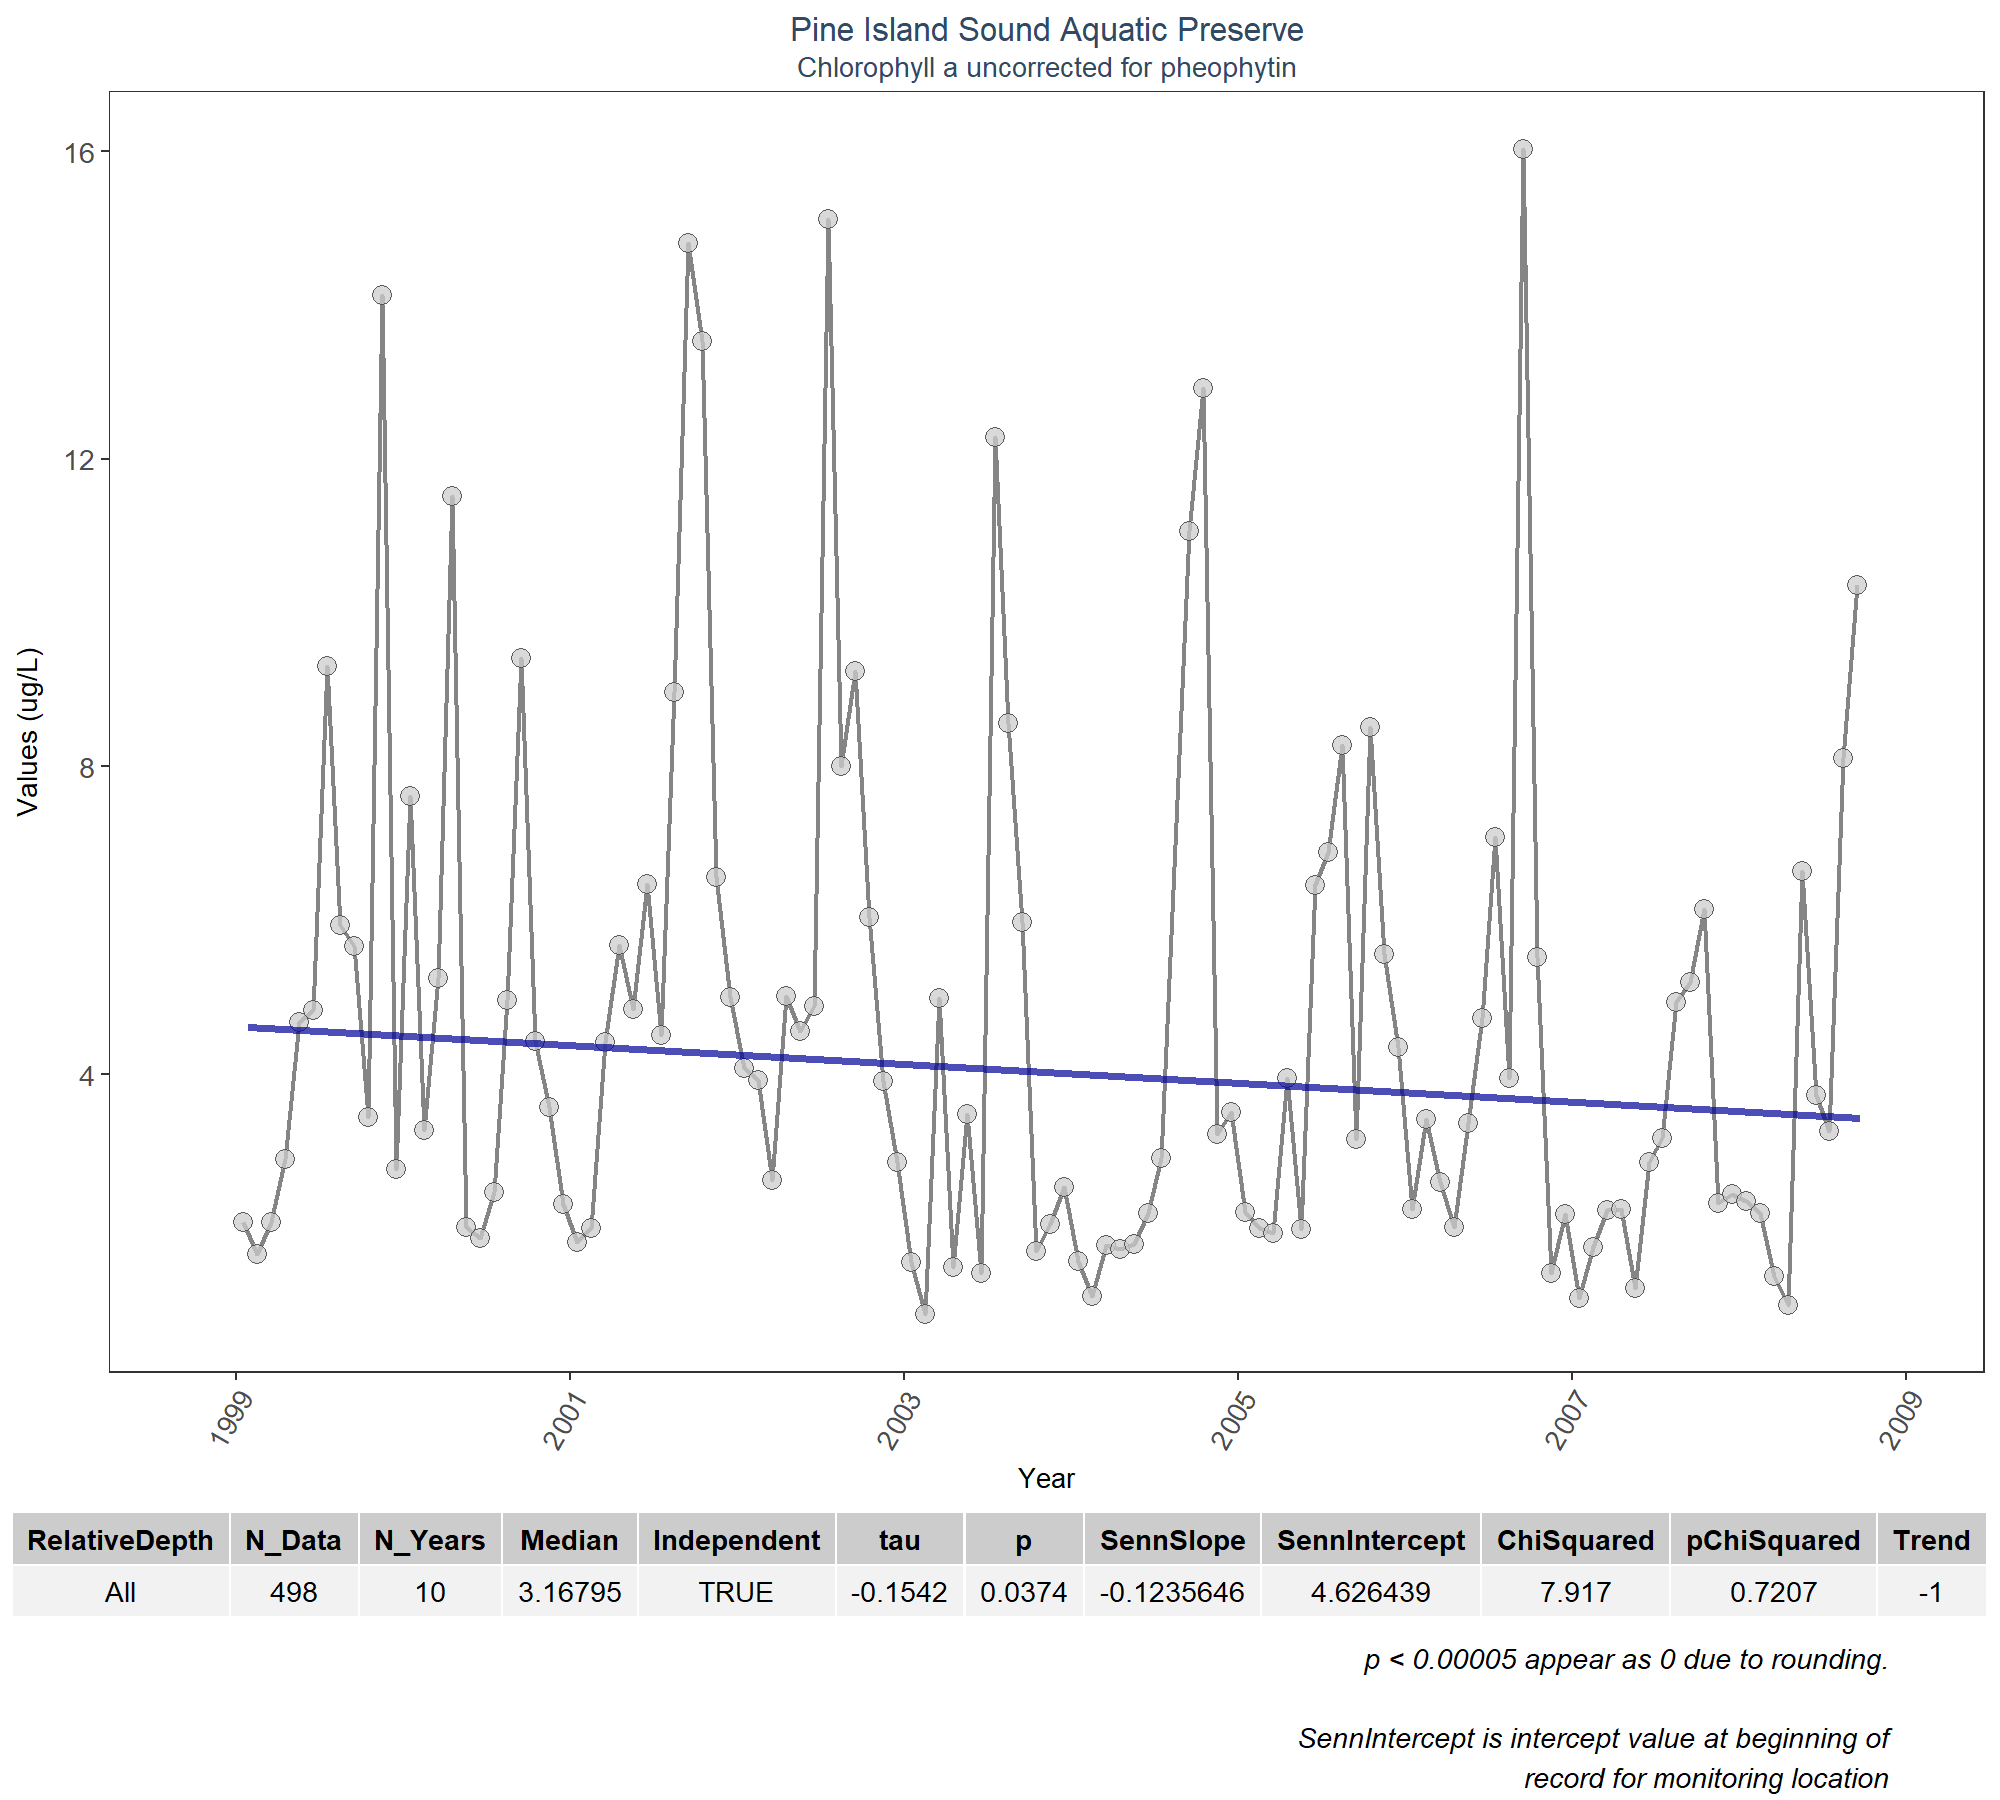 Pine Island Sound Aquatic Preserve
Chlorophyll a uncorrected for pheophytin
16
12
8
4
Values (ug/L)
1999 2001 2003 2005 2007 2009
Year
RelativeDepth N_Data N_Years Median Independent tau p SennSlope SennIntercept ChiSquared pChiSquared Trend
All 498 10 3.16795 TRUE -0.1542 0.0374 -0.1235646 4.626439 7.917 0.7207 -1
p < 0.00005 appear as 0 due to rounding.
SennIntercept is intercept value at beginning of
record for monitoring location